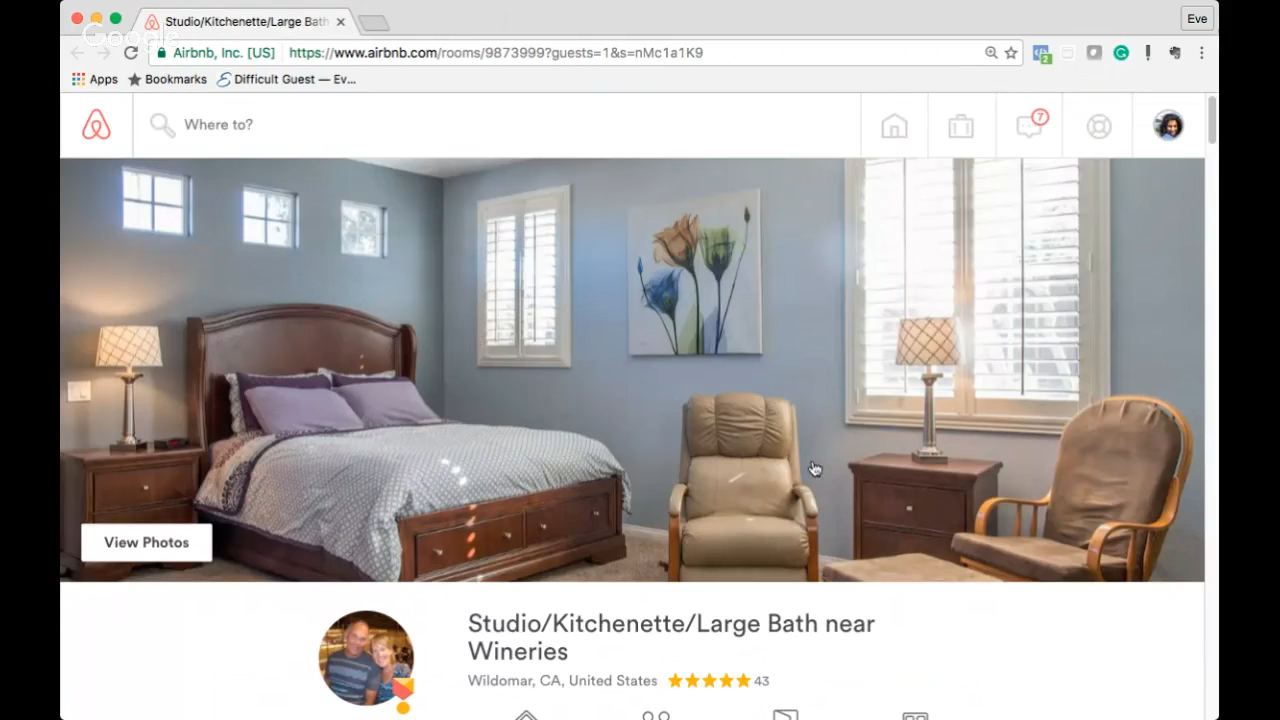 Studio/Kitchenette/Large Bath
Eve
Google
Airbnb, Inc. [US] https://www.airbnb.com/rooms/9873999?guests=1&s=nMc1a1K9
2
Apps Bookmarks Difficult Guest — Ev...
Where to?
7
View Photos
Studio/Kitchenette/Large Bath near
Wineries
Wildomar, CA, United States 43